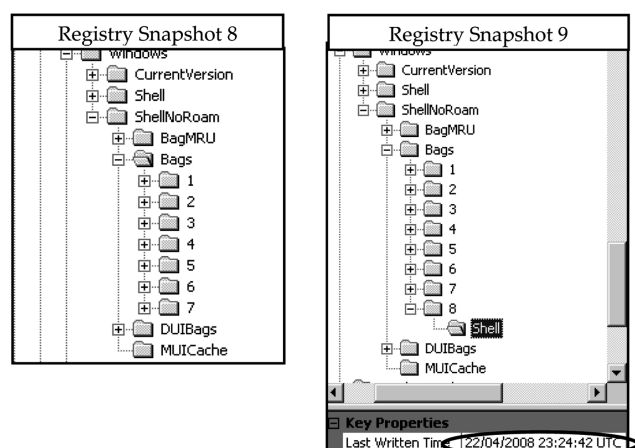 Registry Snapshot 8
Windows
CurrentVersion
Shell
ShellNoRoam
BagMRU
Bags
1
2
3
4
5
6
7
DUIBags
MUICache
Registry Snapshot 9
Windows
CurrentVersion
Shell
ShellNoRoam
BagMRU
Bags
1
2
3
4
5
6
7
8
Shell
DUIBags
MUICache
Key Properties
Last Written Time 22/04/2008 23:24:42 UTC